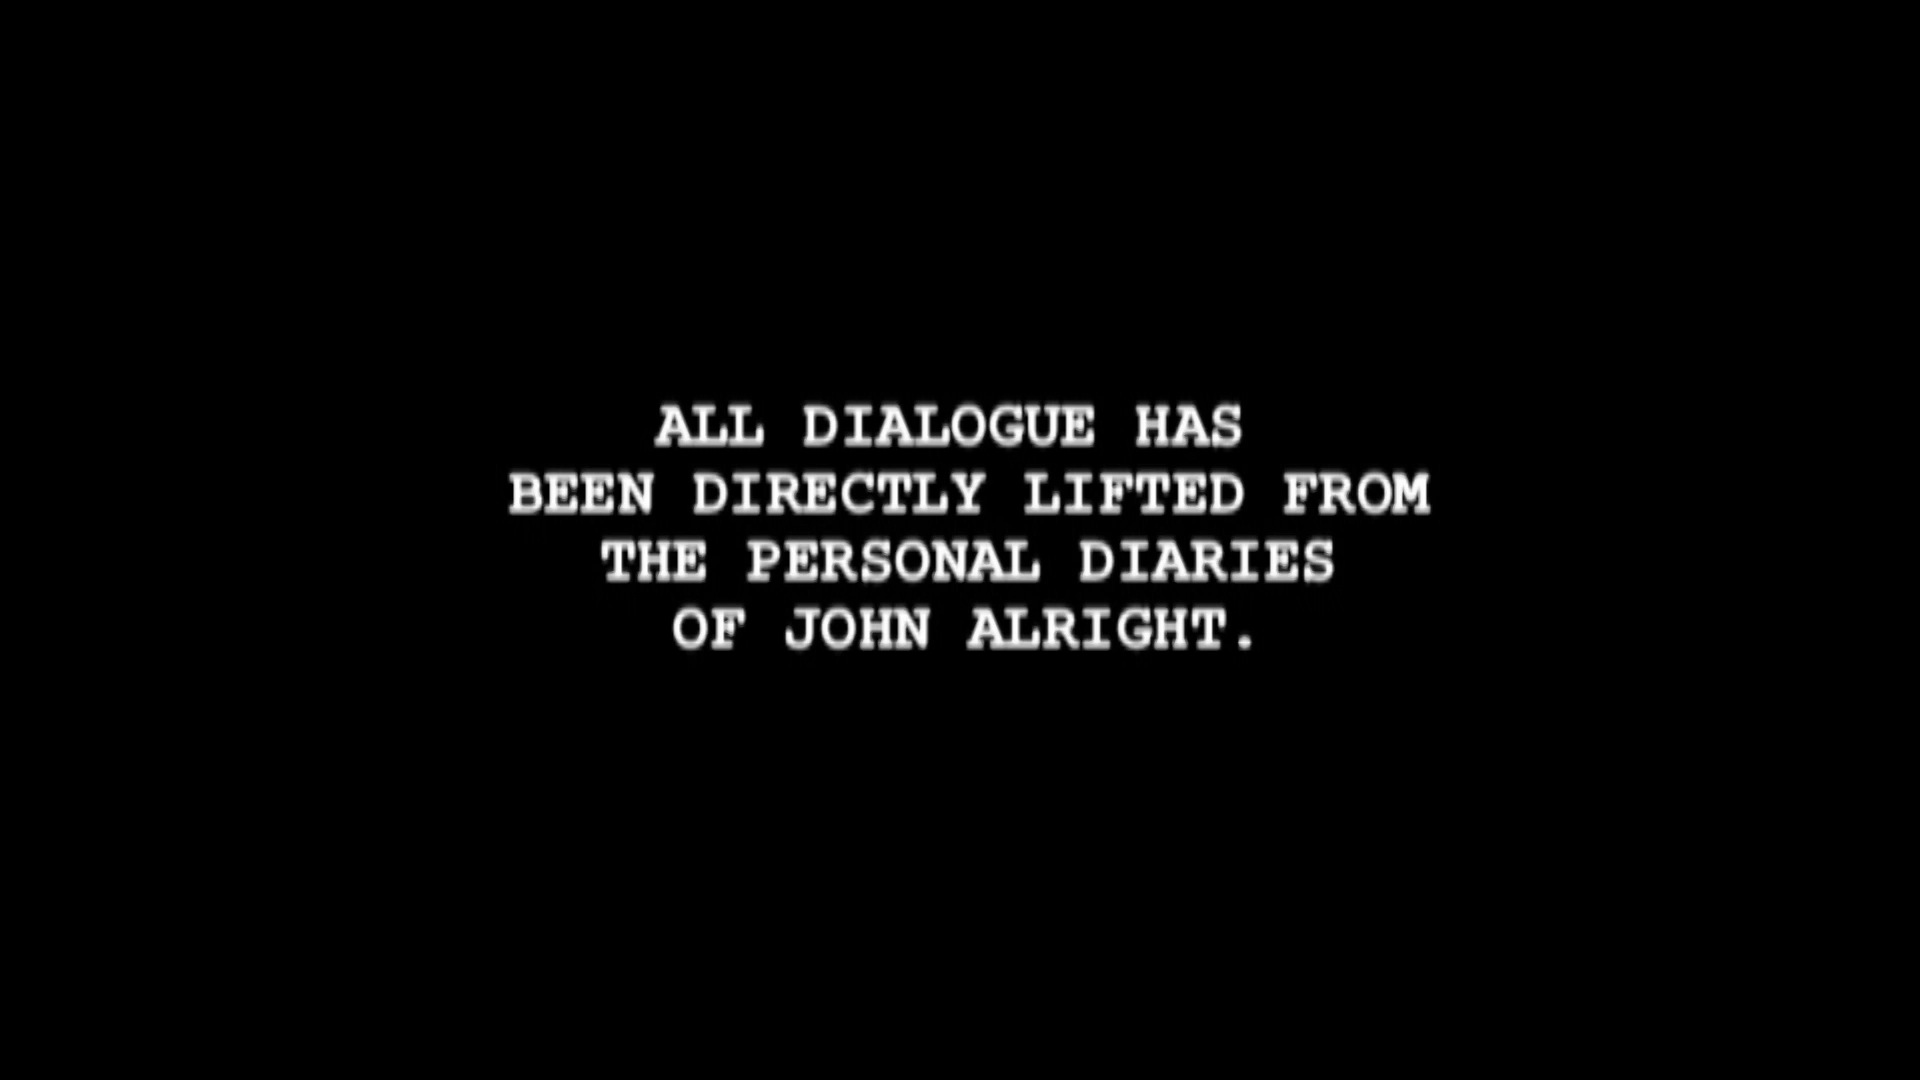 ALL DIALOGUE HAS
BEEN DIRECTLY LIFTED FROM
THE PERSONAL DIARIES
OF JOHN ALRIGHT.